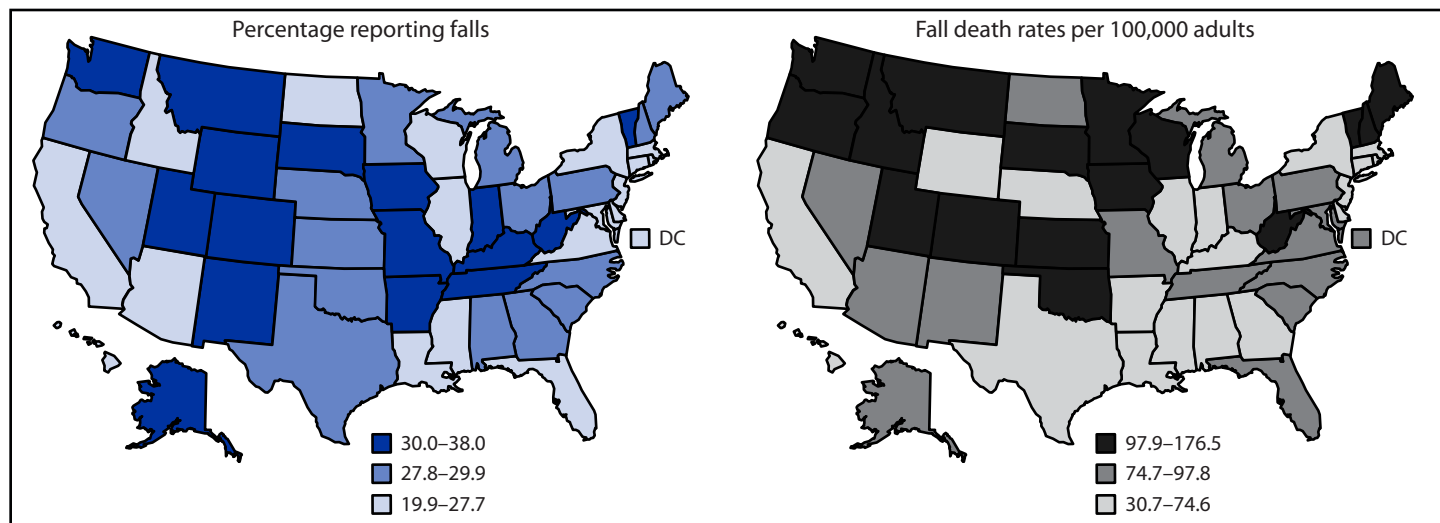 Percentage reporting falls
DC
30.0–38.0
27.8–29.9
19.9–27.7
Fall death rates per 100,000 adults
DC
97.9–176.5
74.7–97.8
30.7–74.6